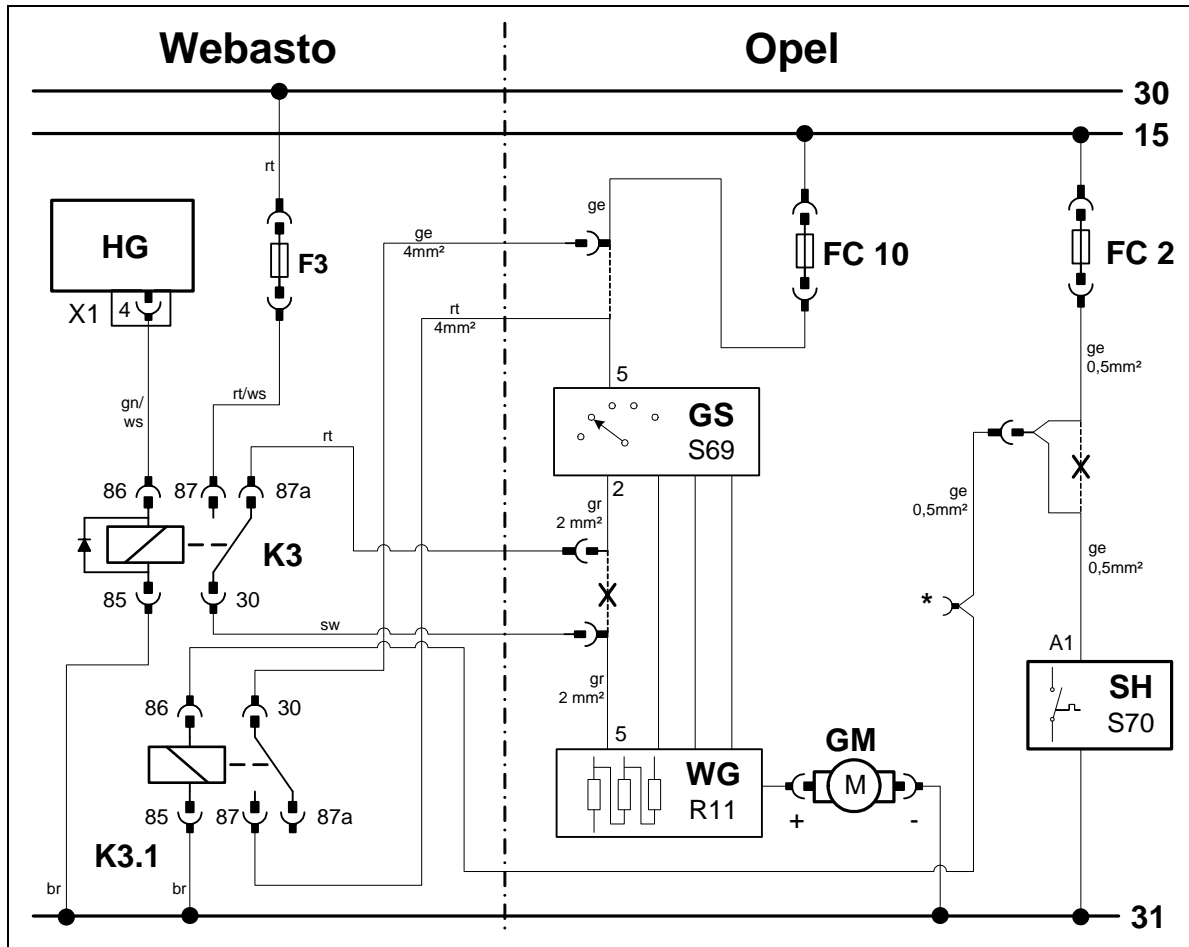 Webasto
Opel
30
15
rt
ge
HG
F3
ge
4mm²
FC 10
FC 2
X1
4
rt
4mm²
ge
0,5mm²
gn/
ws
rt/ws
5
GS
S69
rt
86
87
87a
2
gr
2 mm²
ge
0,5mm²
K3
ge
0,5mm²
85
30
*
sw
A1
86
30
gr
2 mm²
SH
S70
5
GM
WG
R11
M
85
87
87a
+
-
K3.1
br
br
31